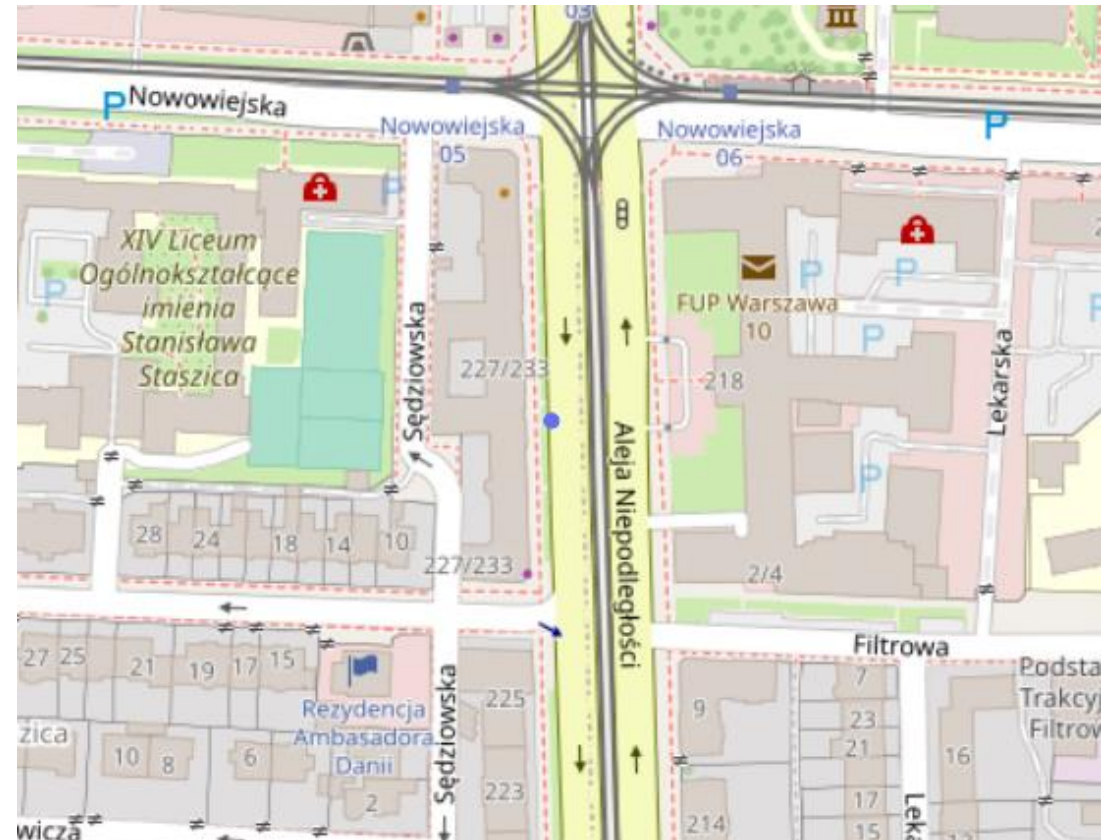 03
Nowowiejska
P
P
Nowowiejska
05
Nowowiejska
06
P
XIV Liceum
Ogólnokształcące
imienia
Stanisława
Staszica
P
FUP Warszawa
10
P
P
P
P
Sędziowska
227/233
218
Lekarska
Aleja Niepodległości
P
28
24
18
14
10
227/233
2/4
Filtrowa
27
25
21
19
17
15
Rezydencja
Ambasadora
Danii
Sędziowska
225
9
7
23
21
16
10
8
6
2
223
17
15
214